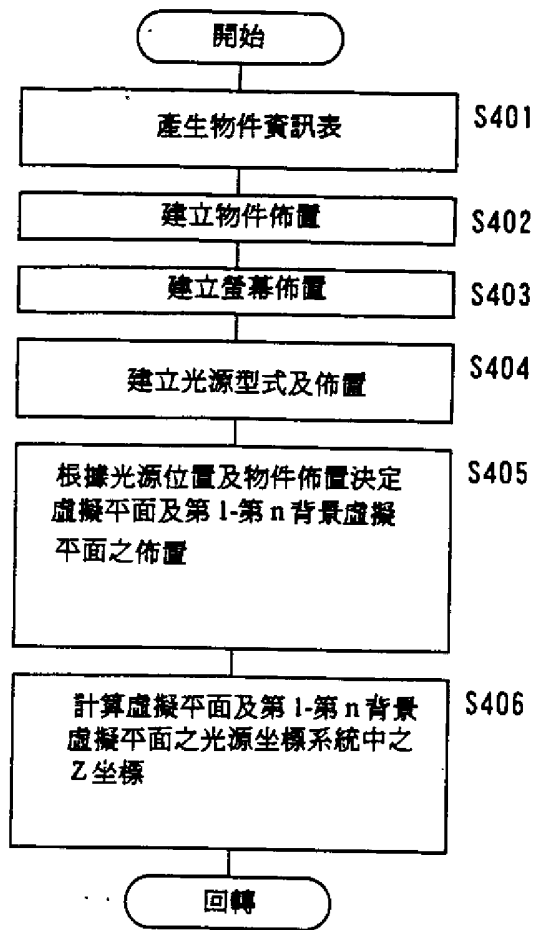 開始
產生物件資訊表
S401
建立物件佈置
S402
建立螢幕佈置
S403
建立光源型式及佈置
S404
根據光源位置及物件佈置決定
虛擬平面及第1-第n背景虛擬
平面之佈置
S405
計算虛擬平面及第1-第n背景
虛擬平面之光源坐標系統中之
Z坐標
S406
回轉